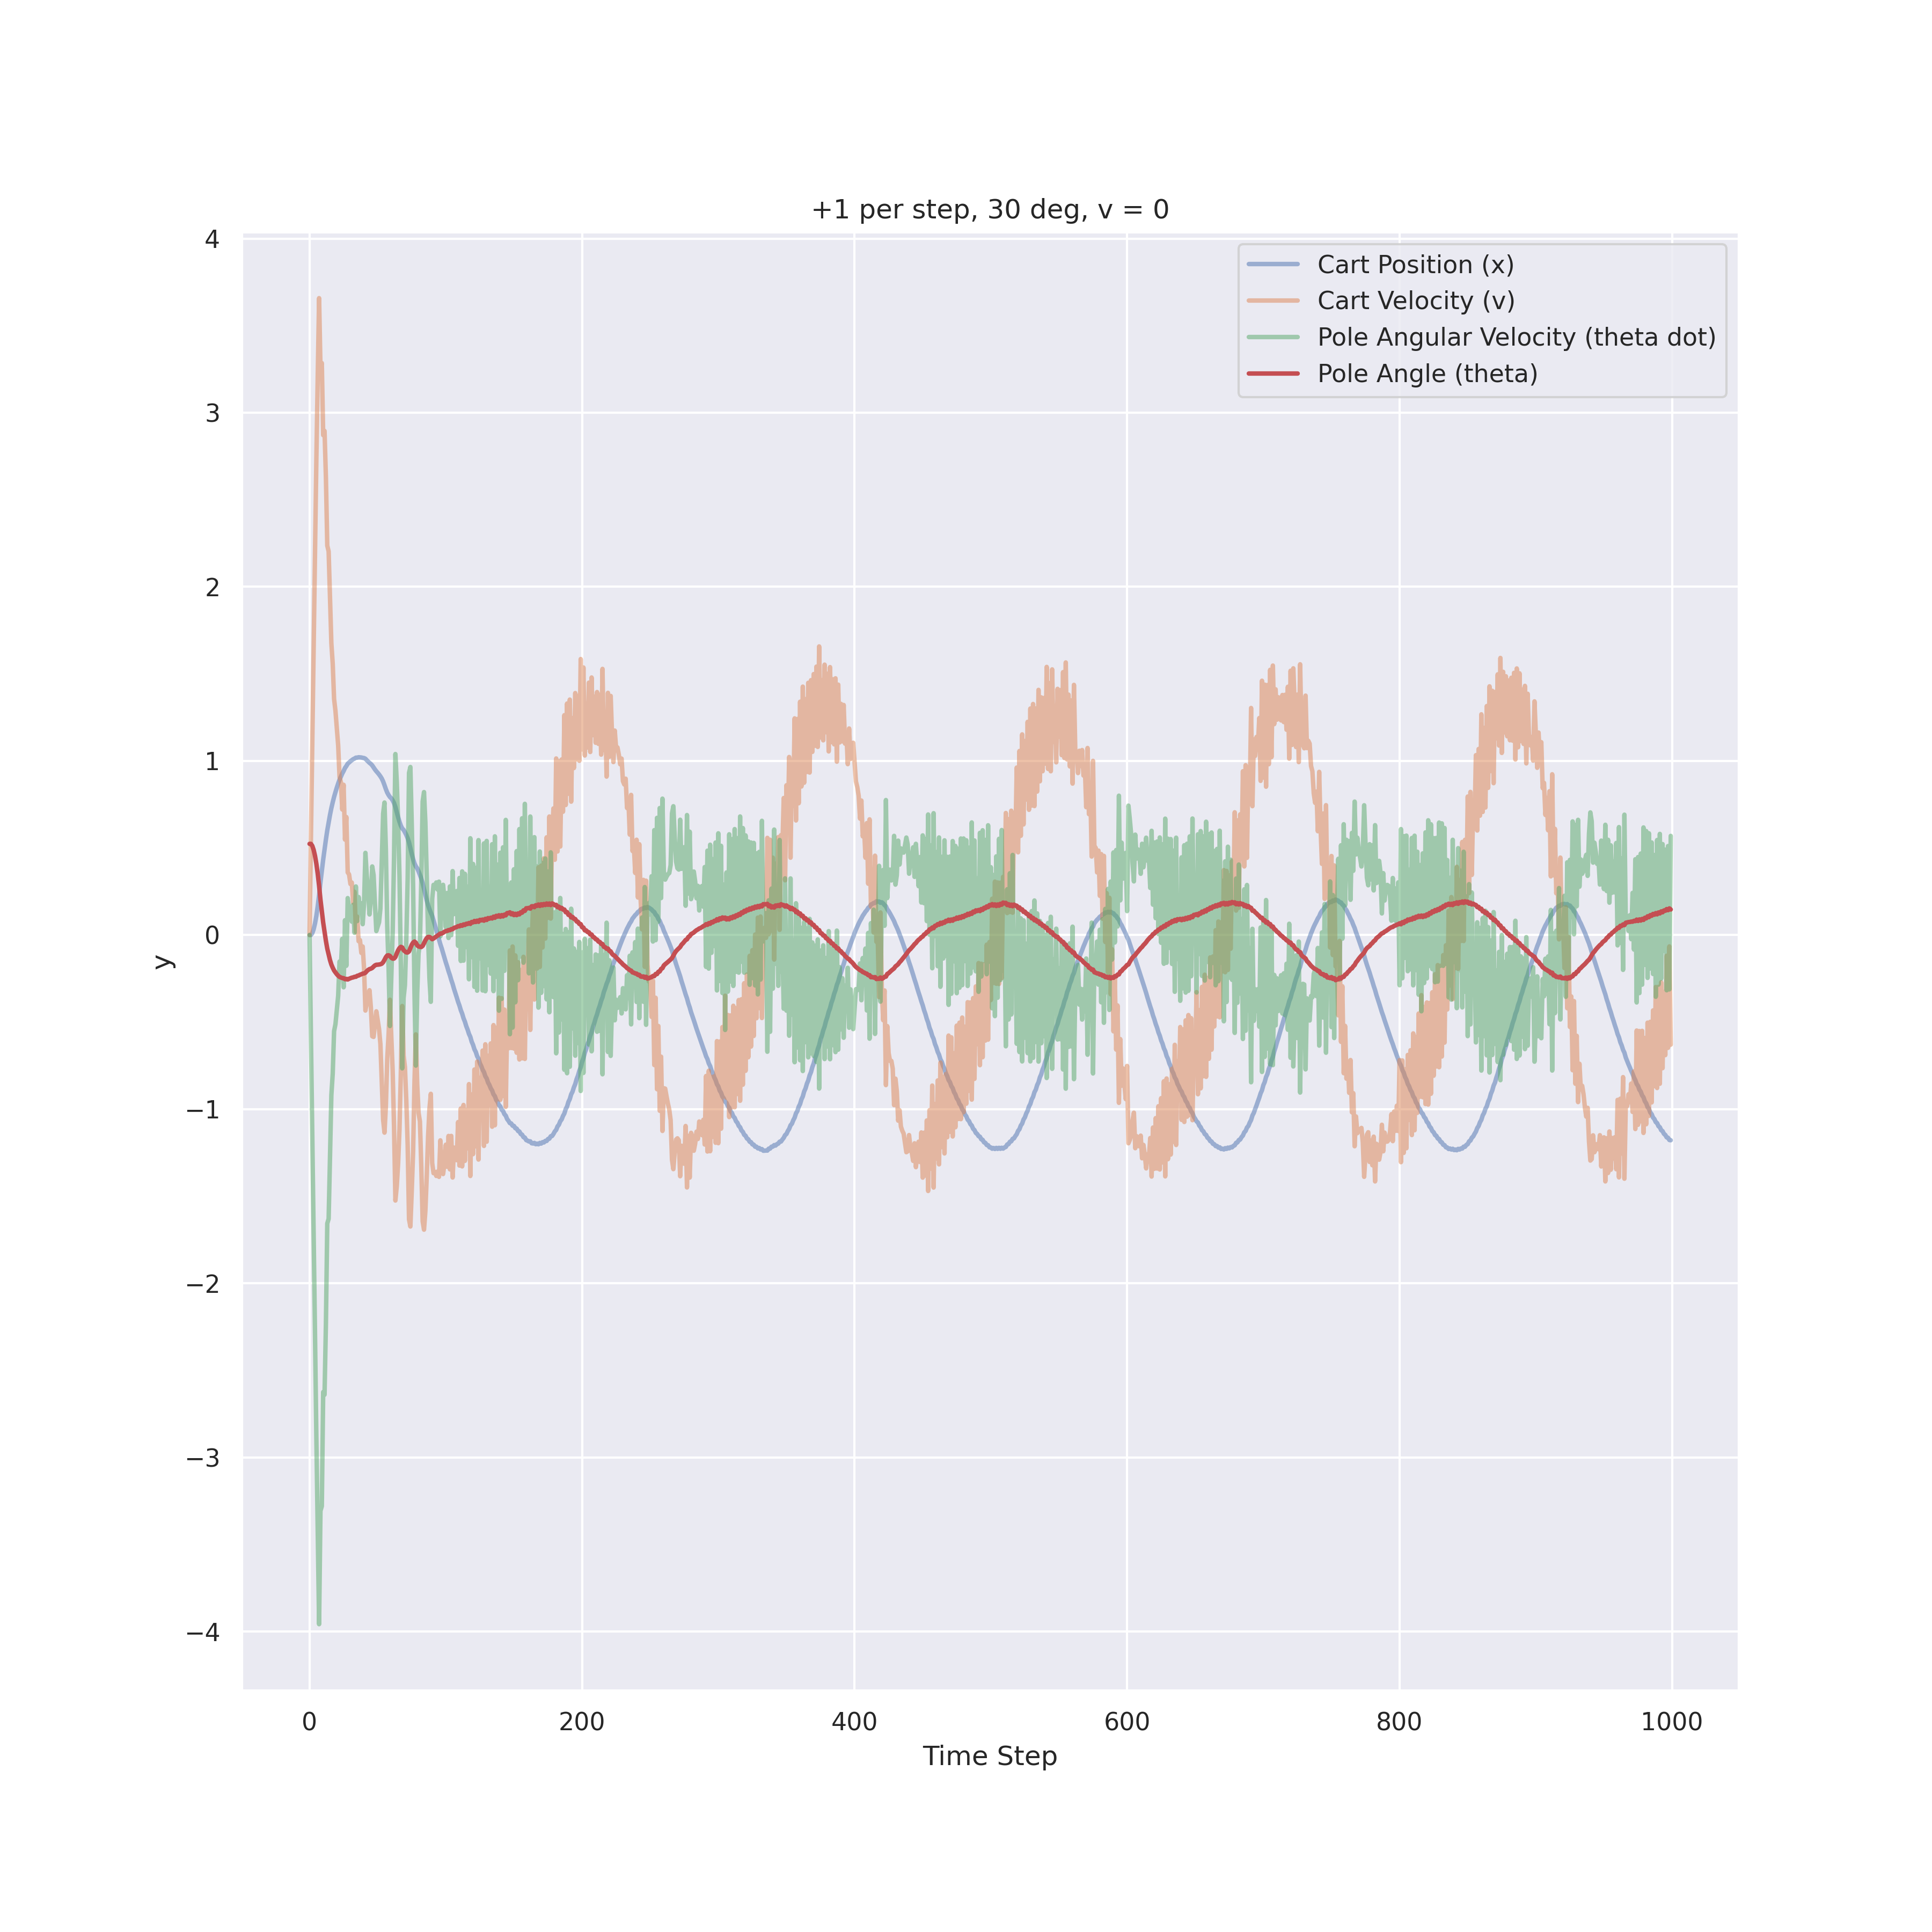 +1 per step, 30 deg, v = 0
Cart Position (x)
Cart Velocity (v)
Pole Angular Velocity (theta dot)
Pole Angle (theta)
4
3
2
1
0
−1
−2
−3
−4
y
0 200 400 600 800 1000
Time Step